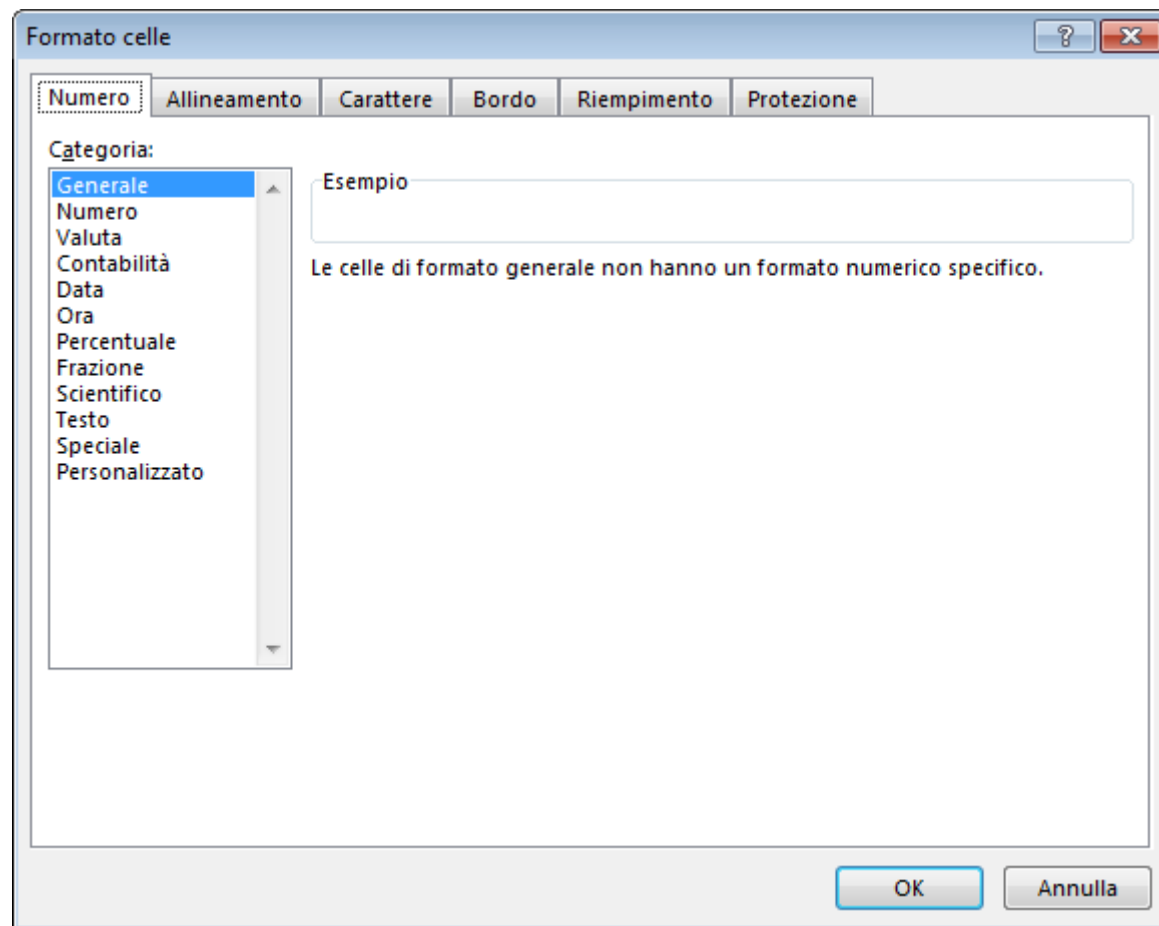 Formato celle
Numero Allineamento Carattere Bordo Riempimento Protezione
Categoria:
Generale
Numero
Valuta
Contabilità
Data
Ora
Percentuale
Frazione
Scientifico
Testo
Speciale
Personalizzato
Esempio
Le celle di formato generale non hanno un formato numerico specifico.
OK Annulla